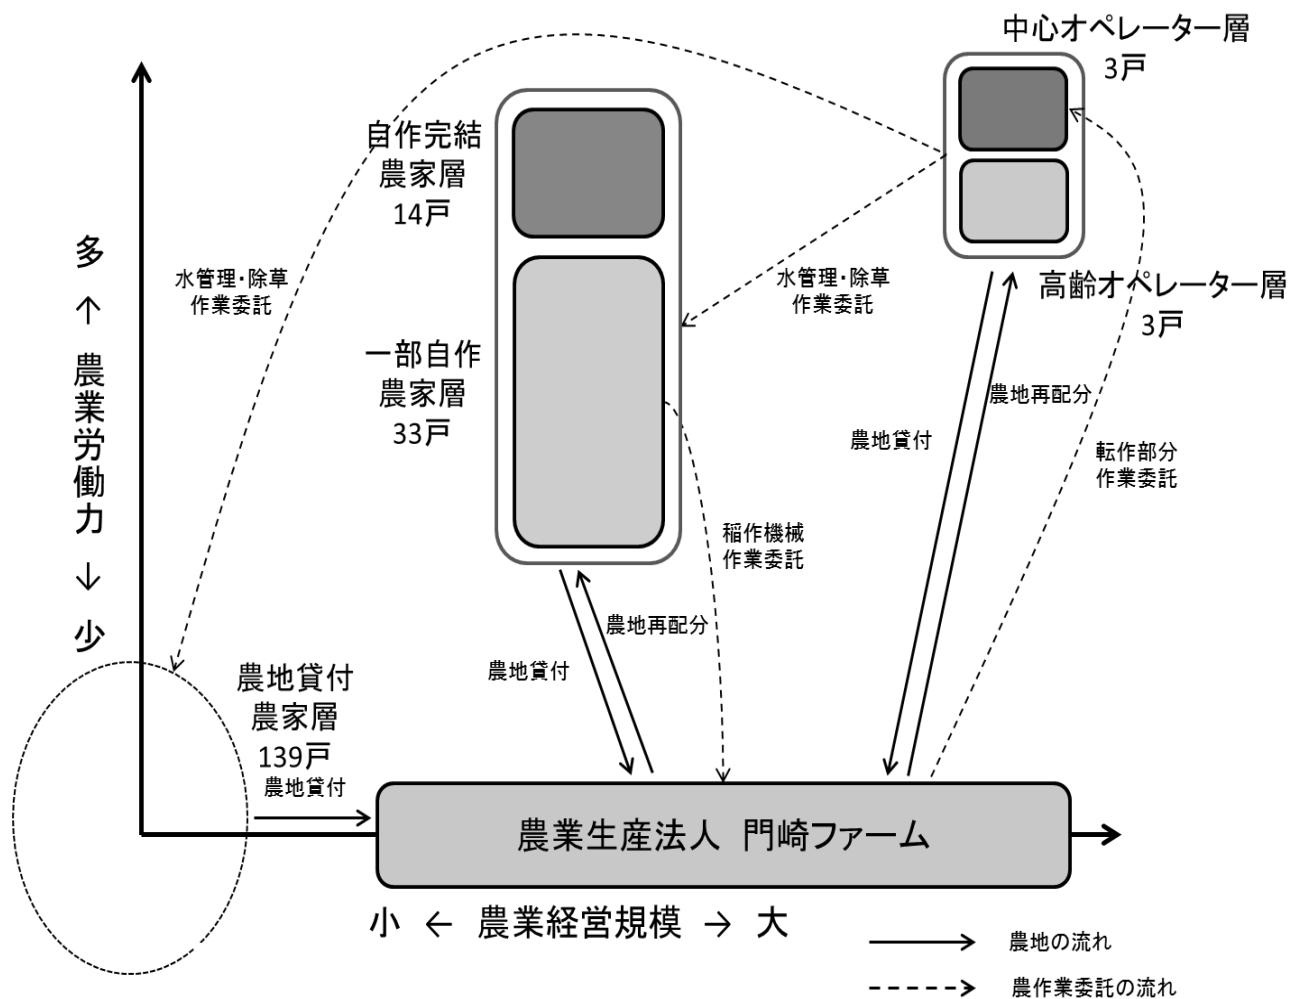 中心オペレーター層
3戸
自作完結
農家層
14戸
多 ↑ 農業労働力 ↓ 少
水管理・除草
作業委託
水管理・除草
作業委託
高齢オペレーター層
3戸
一部自作
農家層
33戸
農地再配分
農地貸付
転作部分
作業委託
稲作機械
作業委託
農地再配分
農地貸付
農地貸付
農家層
139戸
農地貸付
農業生産法人 門崎ファーム
小 ← 農業経営規模 → 大
農地の流れ
農作業委託の流れ